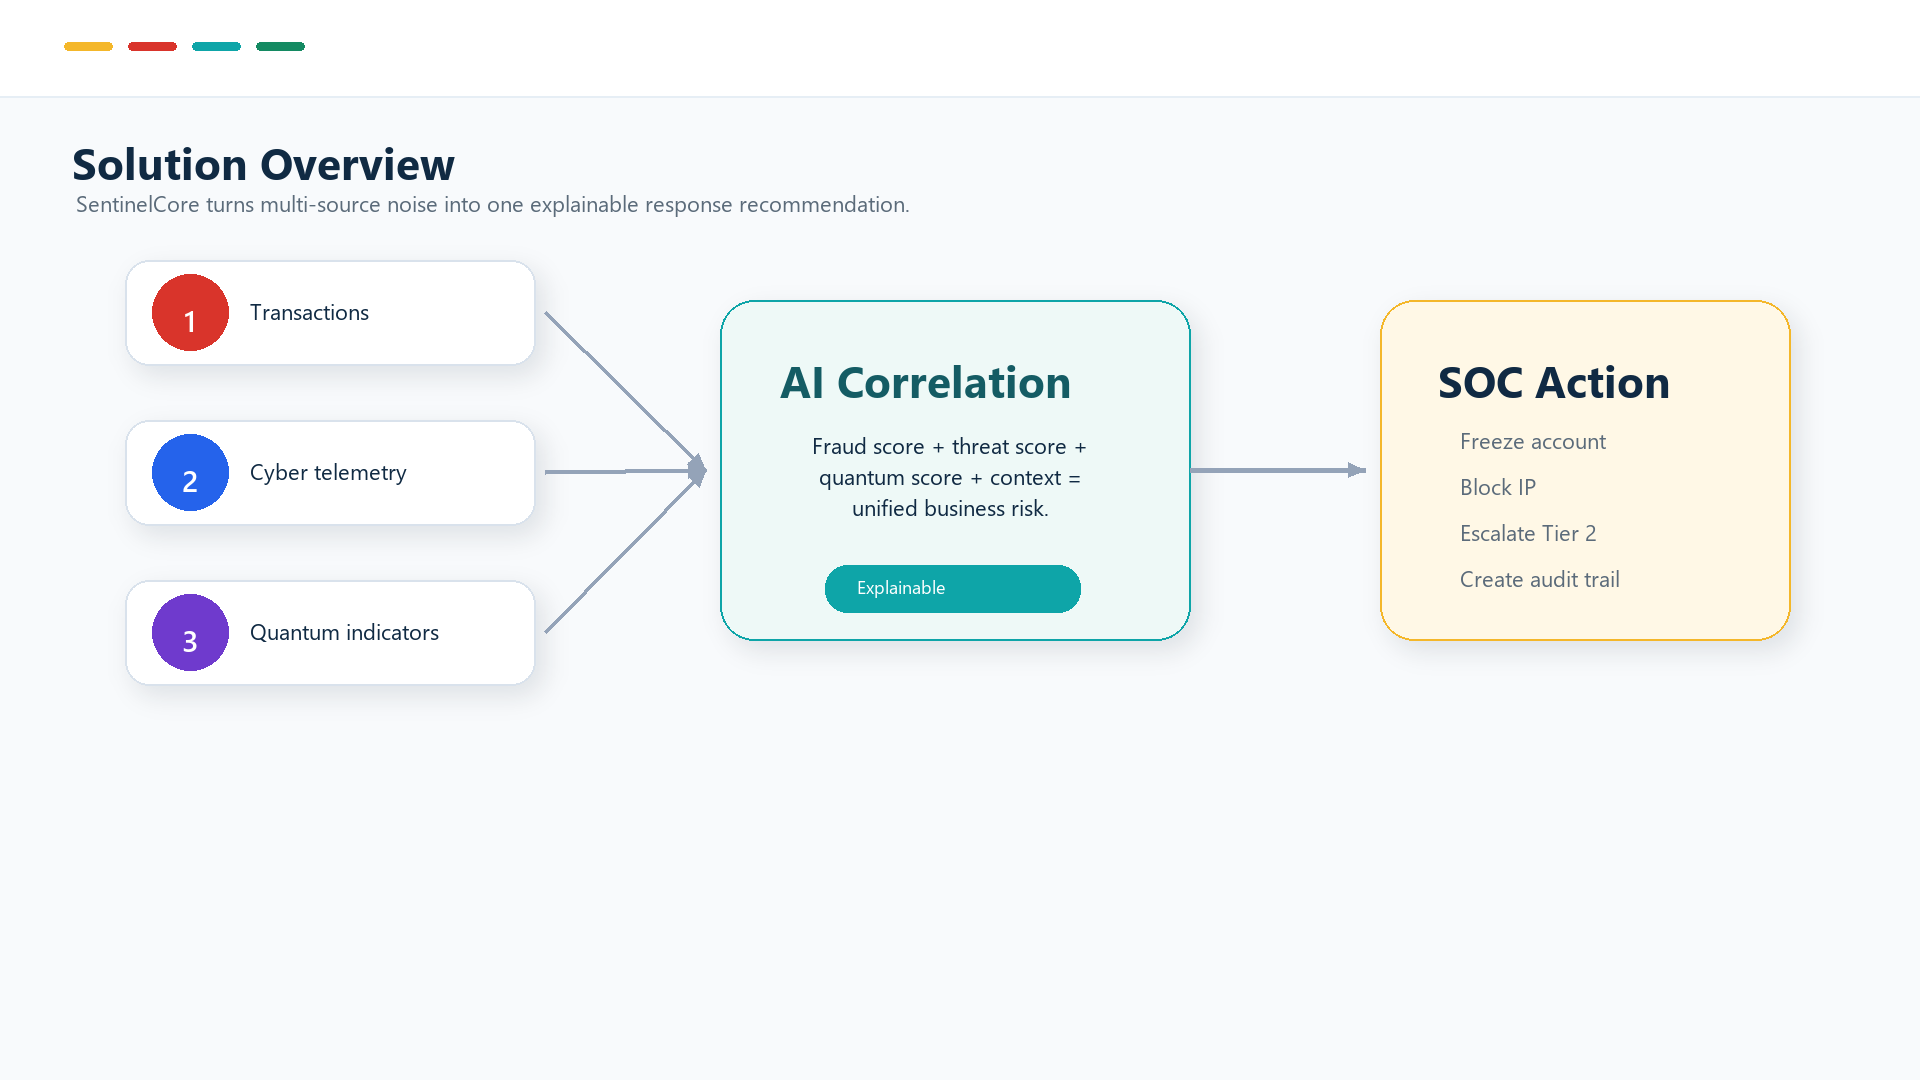 Solution Overview
SentinelCore turns multi-source noise into one explainable response recommendation.
1
Transactions
2
Cyber telemetry
3
Quantum indicators
AI Correlation
Fraud score + threat score +
quantum score + context =
unified business risk.
Explainable
SOC Action
Freeze account
Block IP
Escalate Tier 2
Create audit trail